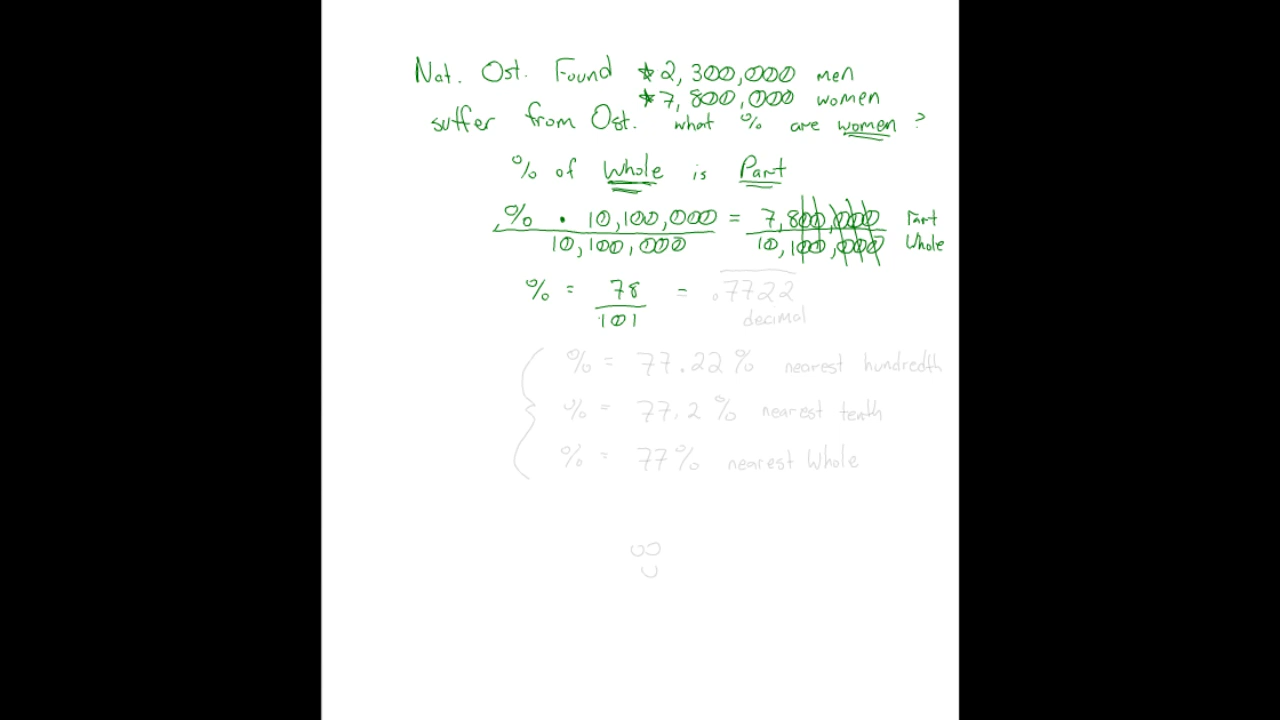 Nat. Ost. Found * 2,300,000 men
* 7,800,000 women
suffer from Ost. what % are women ?
% of Whole is Part
% • 10,100,000 = 7,800,000 Part
10,100,000 10,100,000 Whole
% = 78 = .7722
101 decimal
% = 77.22% nearest hundredth
% = 77.2% nearest tenth
% = 77% nearest whole